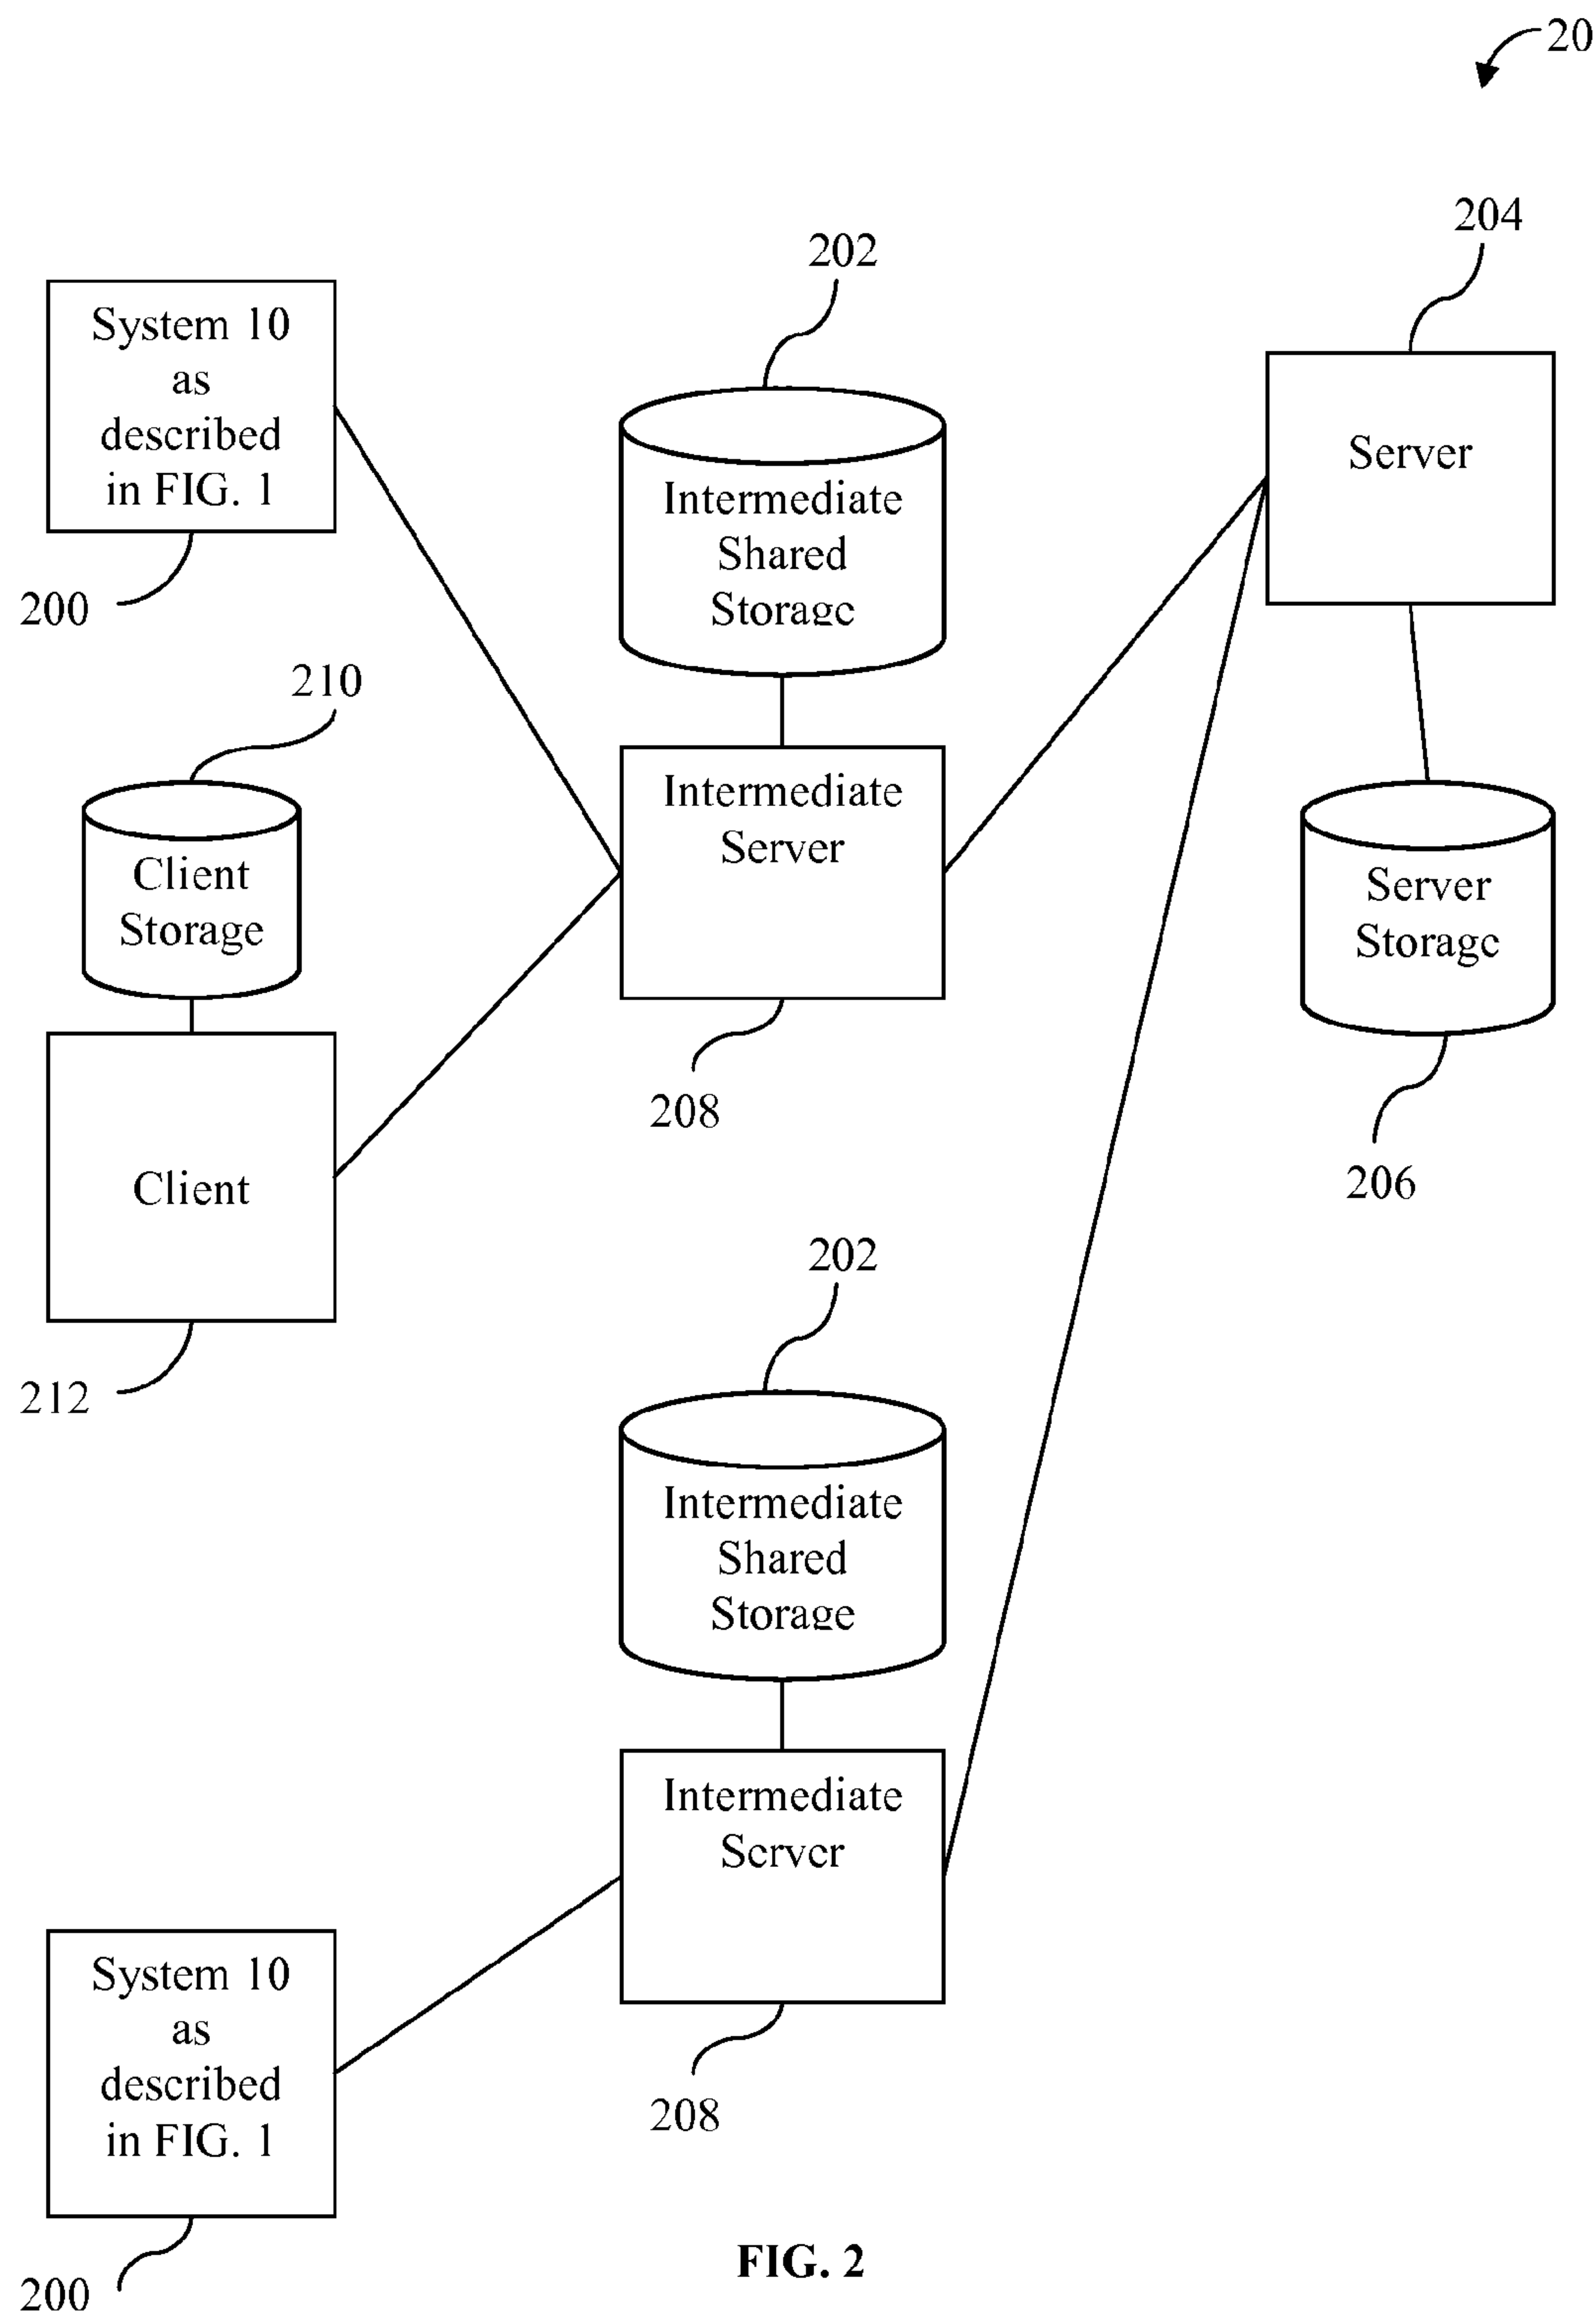 20
204
202
System 10
as
described
in FIG. 1
200
Intermediate
Shared
Storage
Server
210
Client
Storage
Intermediate
Server
Server
Storage
208
Client
206
212
202
Intermediate
Shared
Storage
Intermediate
Server
System 10
as
described
in FIG. 1
208
200
FIG. 2